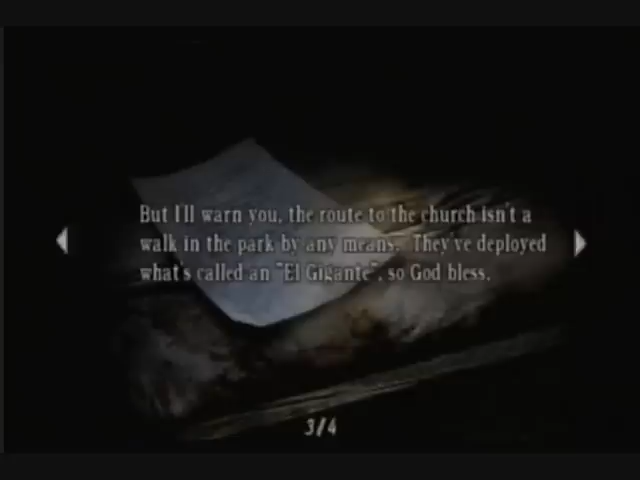 But I'll warn you, the route to the church isn't a
walk in the park by any means. They've deployed
what's called an "El Gigante", so God bless.
3/4